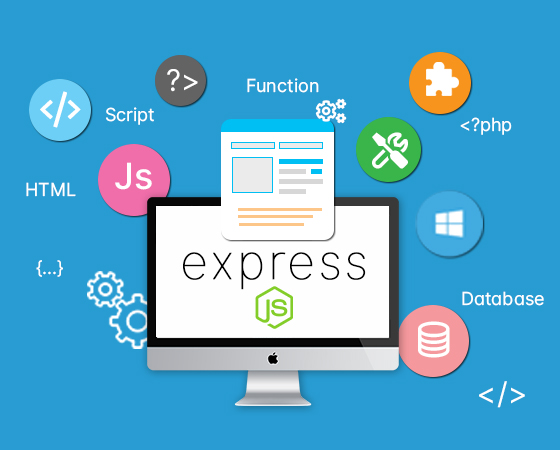 ?>
Function
</>
Script
<?php
Js
HTML
express
{...}
JS
Database
</>